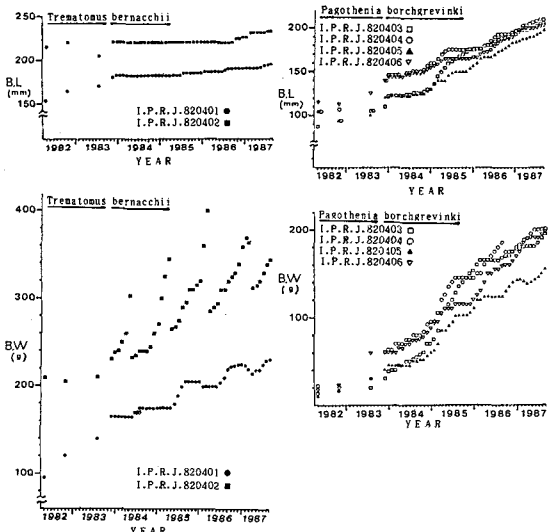 Trematomus bernacchii
250
200
150
B.L
(mm)
I.P.R.J.820401
I.P.R.J.820402
1982 1983 1984 1985 1986 1987
YEAR
Pagothenia borchgrevinki
I.P.R.J.820403
I.P.R.J.820404
I.P.R.J.820405
I.P.R.J.820406
200
150
100
B.L
(mm)
1982 1983 1984 1985 1986 1987
YEAR
Trematomus bernacchii
400
300
200
100
B.W
(g)
I.P.R.J.820401
I.P.R.J.820402
1982 1983 1984 1985 1986 1987
YEAR
Pagothenia borchgrevinki
I.P.R.J.820403
I.P.R.J.820404
I.P.R.J.820405
I.P.R.J.820406
200
100
B.W
(g)
1982 1983 1984 1985 1986 1987
YEAR